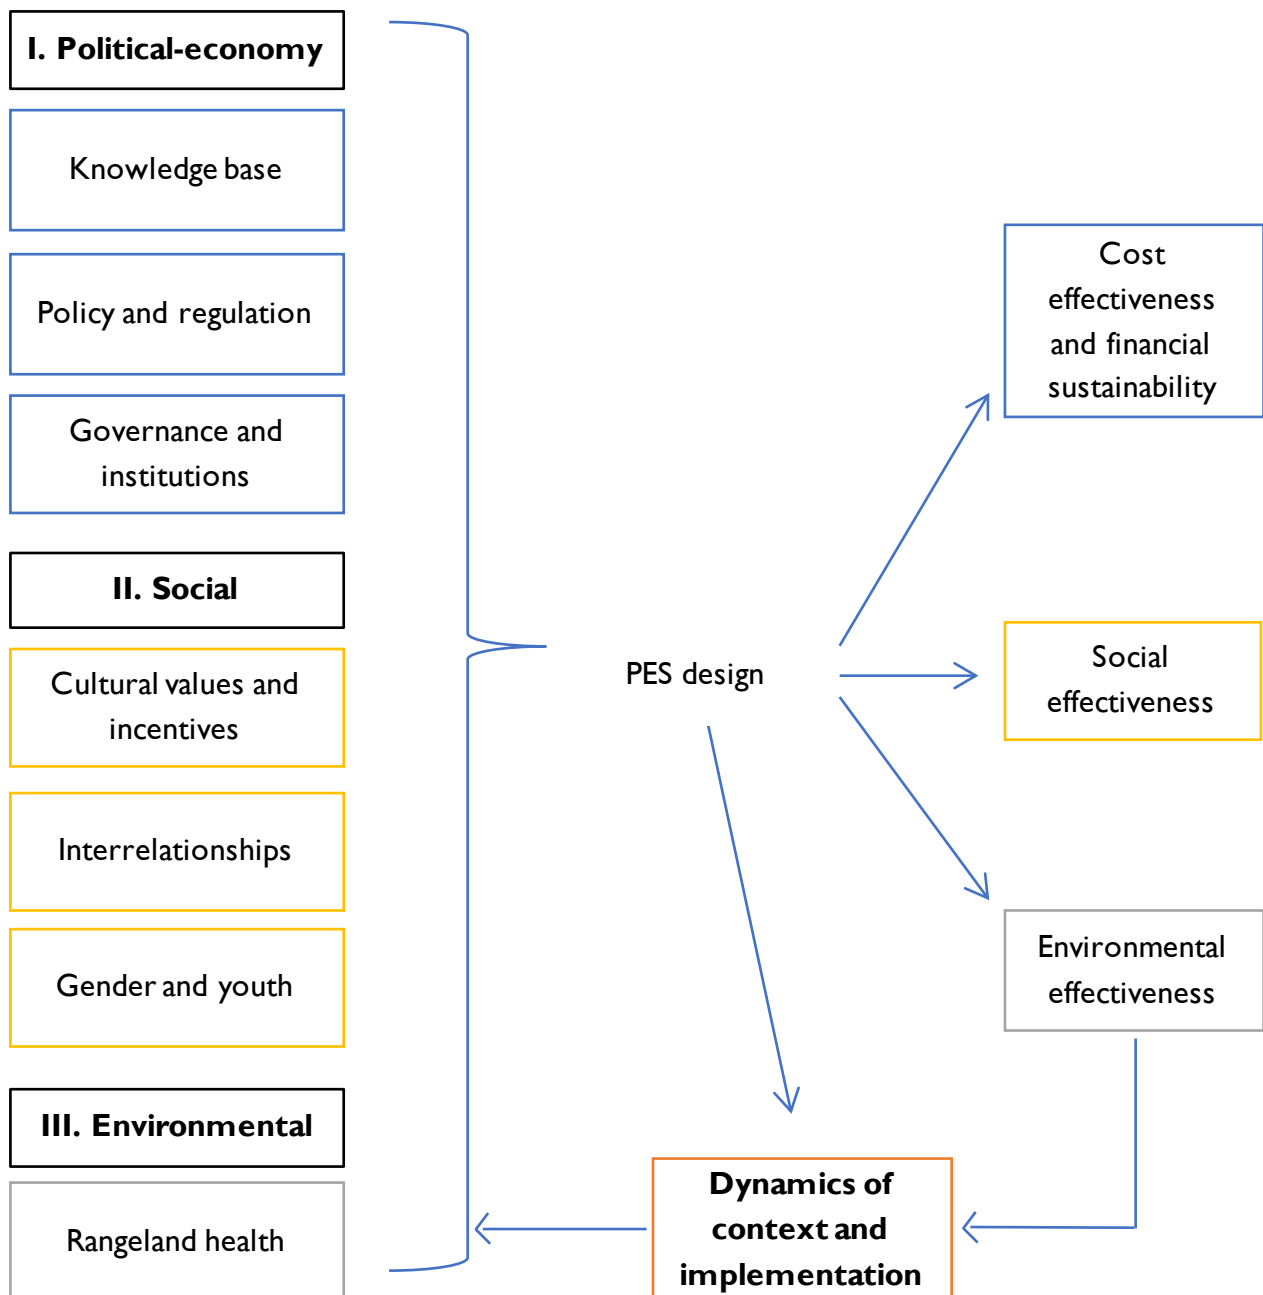 I. Political-economy
Knowledge base
Policy and regulation
Governance and
institutions
II. Social
Cultural values and
incentives
Interrelationships
Gender and youth
III. Environmental
Rangeland health
PES design
Cost
effectiveness
and financial
sustainability
Social
effectiveness
Environmental
effectiveness
Dynamics of
context and
implementation